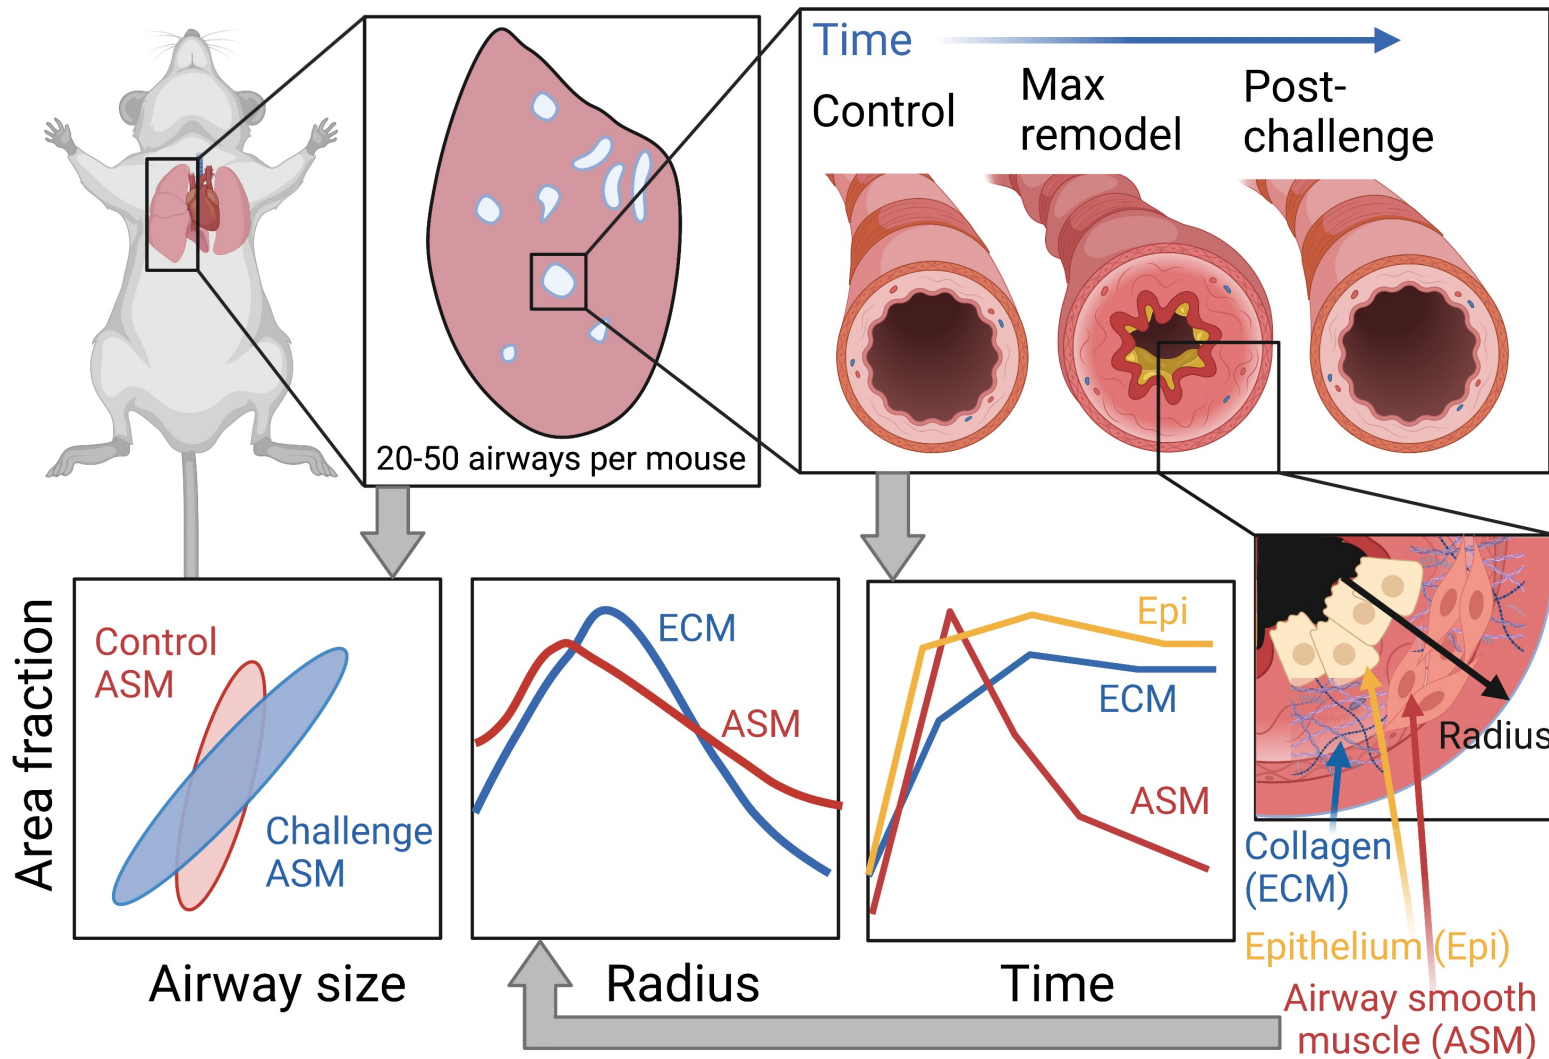 Time
Control
Max
remodel
Post-
challenge
20-50 airways per mouse
Area fraction
Control
ASM
Challenge
ASM
Airway size
ECM
ASM
Radius
Epi
ECM
ASM
Time
Radius
Collagen
(ECM)
Epithelium (Epi)
Airway smooth
muscle (ASM)